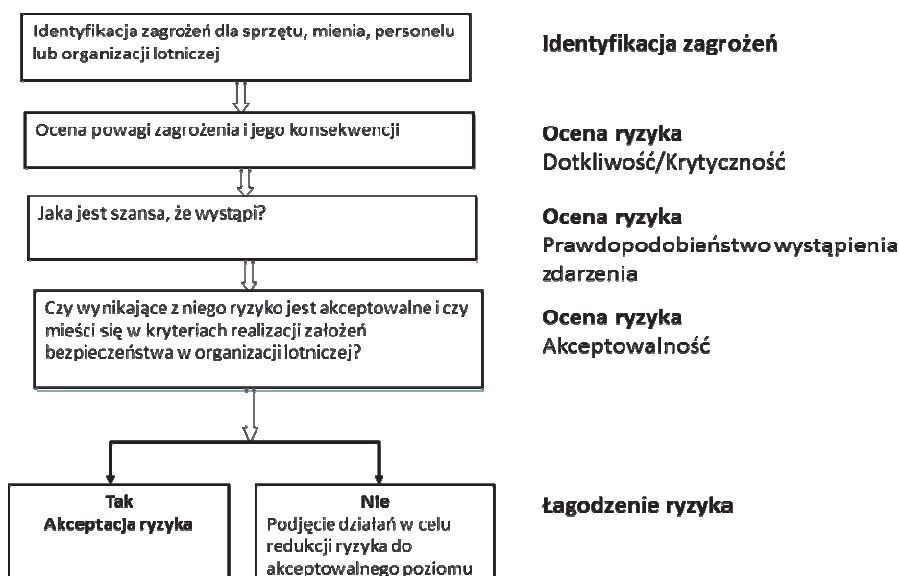 Identyfikacja zagrożeń dla sprzętu, mienia, personelu
lub organizacji lotniczej
Identyfikacja zagrożeń
Ocena powagi zagrożenia i jego konsekwencji
Ocena ryzyka
Dotkliwość/Krytyczność
Jaka jest szansa, że wystąpi?
Ocena ryzyka
Prawdopodobieństwo wystąpienia
zdarzenia
Czy wynikające z niego ryzyko jest akceptowalne i czy
mieści się w kryteriach realizacji założeń
bezpieczeństwa w organizacji lotniczej?
Ocena ryzyka
Akceptowalność
Tak
Akceptacja ryzyka
Nie
Podjęcie działań w celu
redukcji ryzyka do
akceptowalnego poziomu
Łagodzenie ryzyka